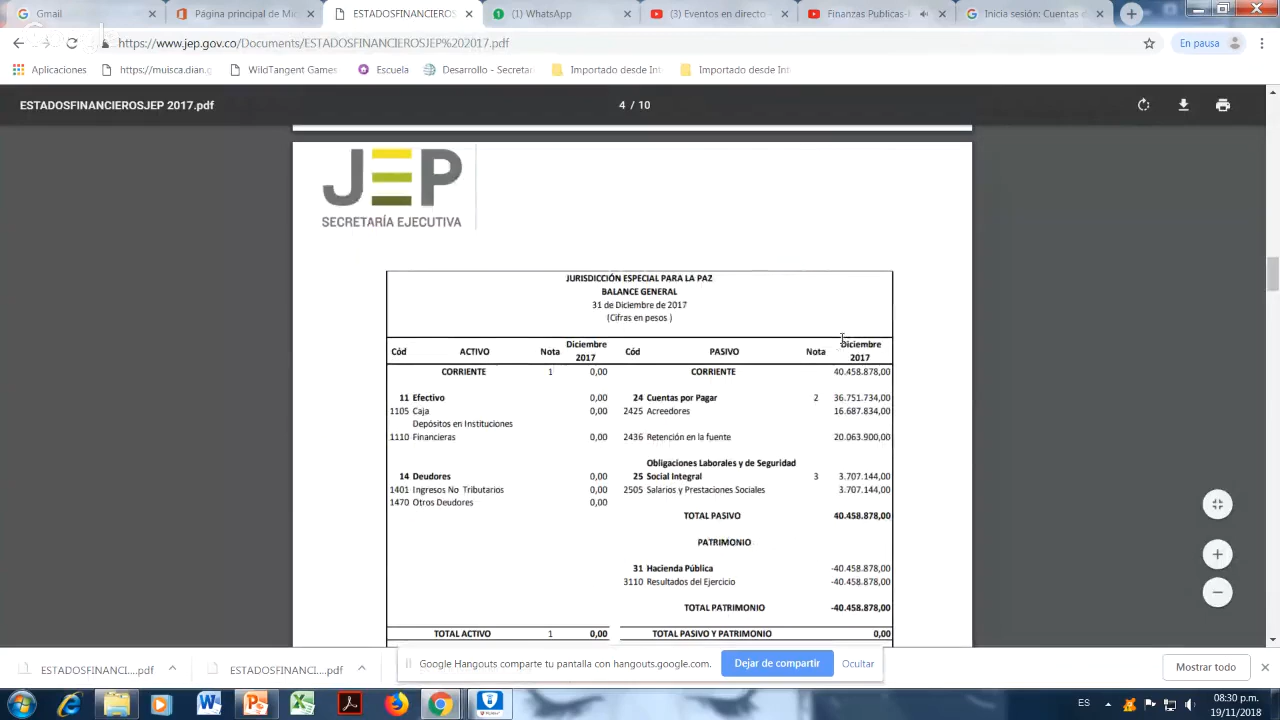 Gmail
Página principal de Mi
ESTADOSFINANCIEROS
(1) WhatsApp
(3) Eventos en directo -
Finanzas Publicas-
Inicia sesión: Cuentas d
https://www.jep.gov.co/Documents/ESTADOSFINANCIEROSJEP%202017.pdf
En pausa
Aplicaciones
https://muisca.dian.g
WildTangent Games
Escuela
Desarrollo - Secretar
Importado desde Int
Importado desde Int
ESTADOSFINANCIEROSJEP 2017.pdf
4 / 10
JEP
SECRETARÍA EJECUTIVA
JURISDICCIÓN ESPECIAL PARA LA PAZ
BALANCE GENERAL
31 de Diciembre de 2017
(Cifras en pesos )
Cód ACTIVO Nota Diciembre 2017 Cód PASIVO Nota Diciembre 2017
CORRIENTE 1 0,00 CORRIENTE 40.458.878,00
11 Efectivo 0,00 24 Cuentas por Pagar 2 36.751.734,00
1105 Caja 0,00 2425 Acreedores 16.687.834,00
Depósitos en Instituciones
1110 Financieras 0,00 2436 Retención en la fuente 20.063.900,00
Obligaciones Laborales y de Seguridad
14 Deudores 0,00 25 Social Integral 3 3.707.144,00
1401 Ingresos No Tributarios 0,00 2505 Salarios y Prestaciones Sociales 3.707.144,00
1470 Otros Deudores 0,00
TOTAL PASIVO 40.458.878,00
PATRIMONIO
31 Hacienda Pública -40.458.878,00
3110 Resultados del Ejercicio -40.458.878,00
TOTAL PATRIMONIO -40.458.878,00
TOTAL ACTIVO 1 0,00 TOTAL PASIVO Y PATRIMONIO 0,00
ESTADOSFINANCI....pdf
ESTADOSFINANCI....pdf
Google Hangouts comparte tu pantalla con hangouts.google.com.
Dejar de compartir
Ocultar
Mostrar todo
ES
08:30 p.m.
19/11/2018